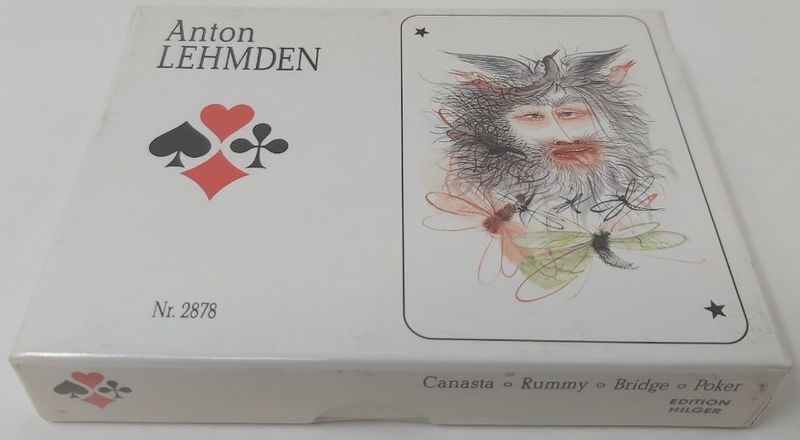 Anton
LEHMDEN
Nr. 2878
Canasta ∘ Rummy ∘ Bridge ∘ Poker
EDITION
HILGER